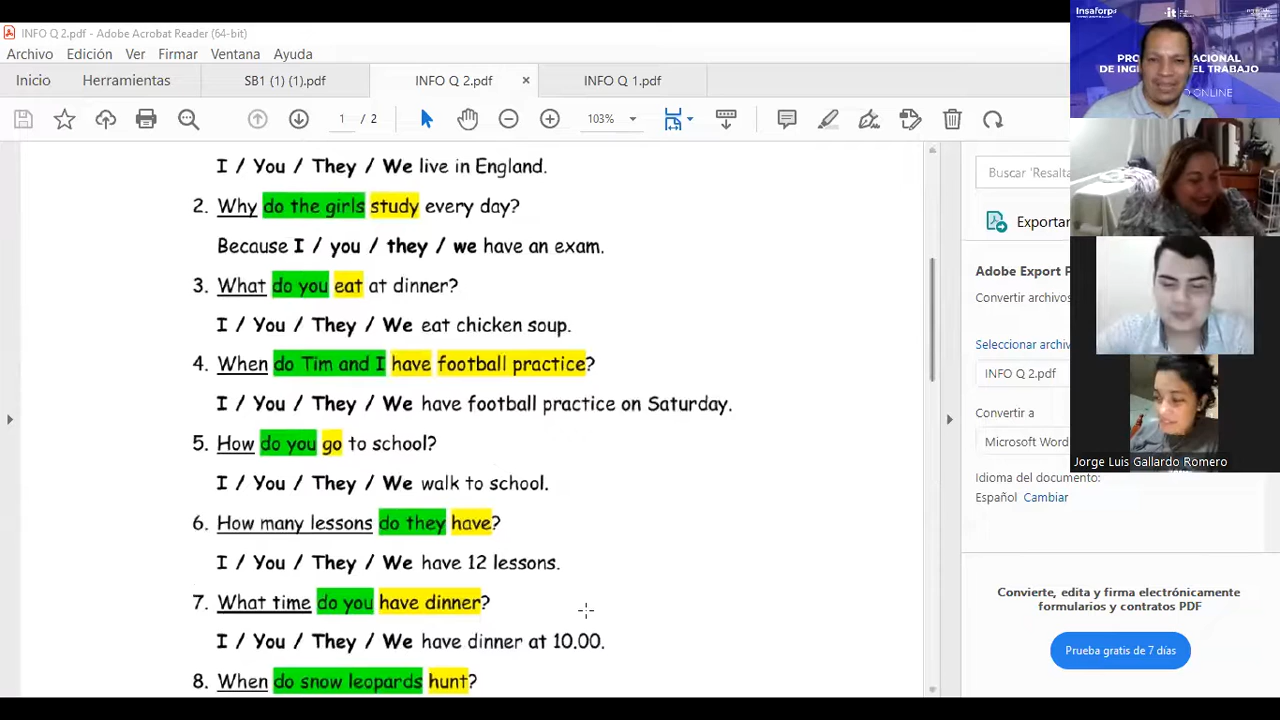 INFO Q 2.pdf - Adobe Acrobat Reader (64-bit)
Archivo Edición Ver Firmar Ventana Ayuda
Inicio Herramientas SB1 (1) (1).pdf INFO Q 2.pdf × INFO Q 1.pdf
1 / 2 103%
I / You / They / We live in England.
2. Why do the girls study every day?
Because I / you / they / we have an exam.
3. What do you eat at dinner?
I / You / They / We eat chicken soup.
4. When do Tim and I have football practice?
I / You / They / We have football practice on Saturday.
5. How do you go to school?
I / You / They / We walk to school.
6. How many lessons do they have?
I / You / They / We have 12 lessons.
7. What time do you have dinner?
I / You / They / We have dinner at 10.00.
8. When do snow leopards hunt?
Buscar 'Resalta
Exportar
Adobe Export P
Convertir archivos
Seleccionar archiv
INFO Q 2.pdf
Convertir a
Microsoft Word
Idioma del documento:
Español Cambiar
Convierte, edita y firma electrónicamente
formularios y contratos PDF
Prueba gratis de 7 días
Insaforp
ONLINE
Jorge Luis Gallardo Romero